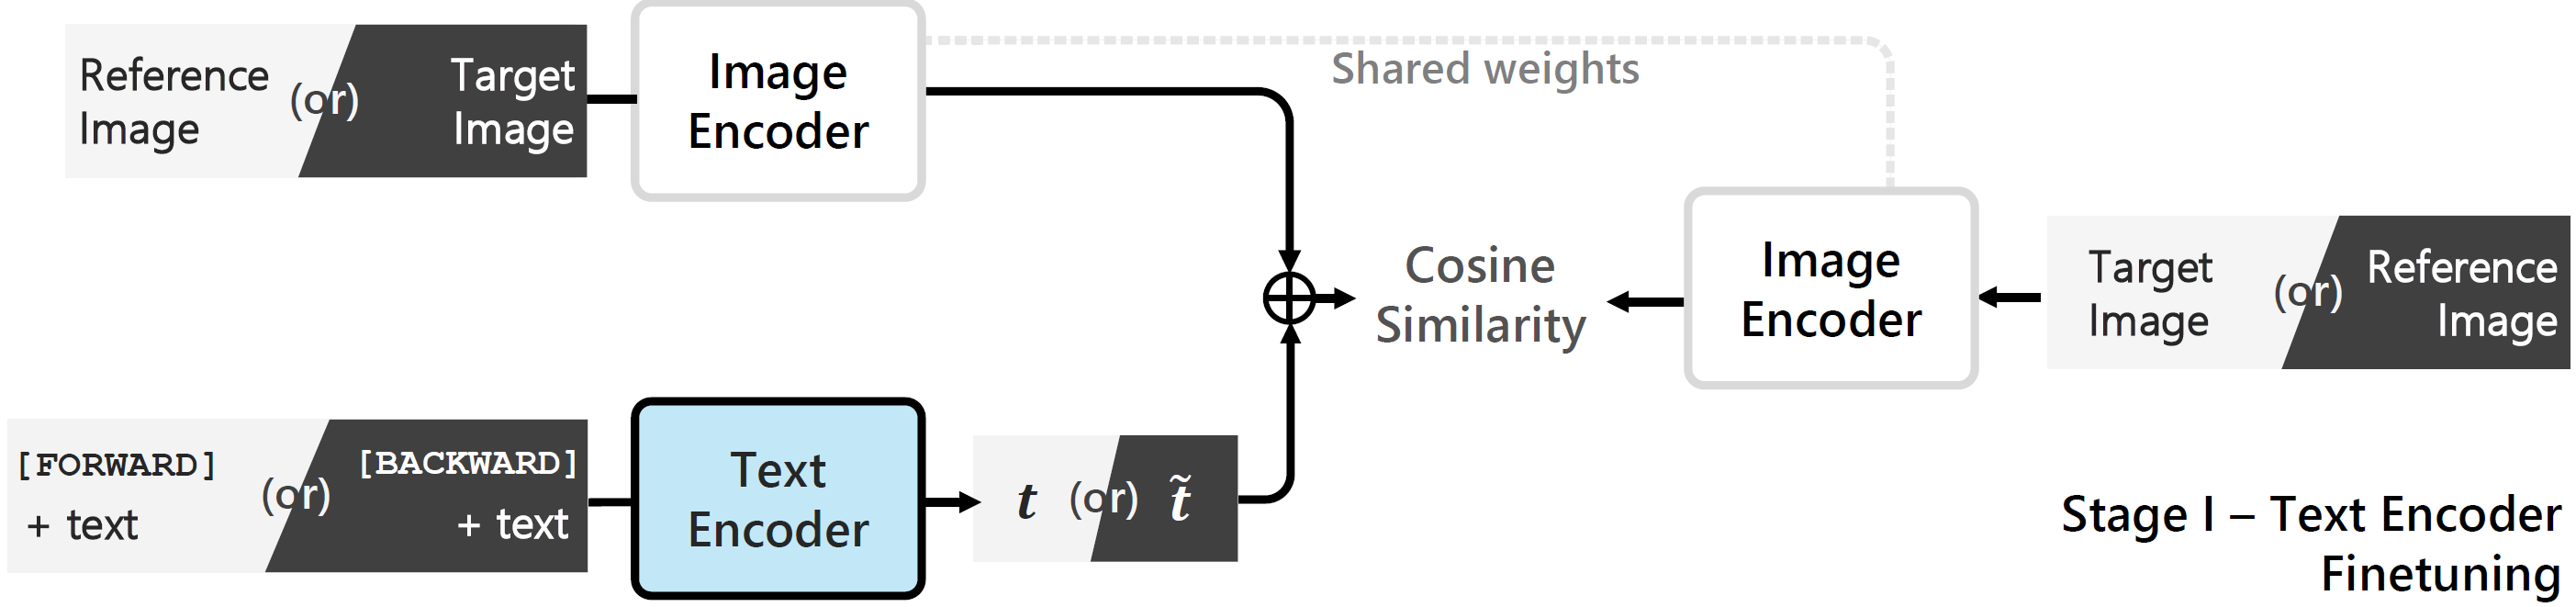 Reference
Image
(or)
Target
Image
Image
Encoder
Shared weights
Cosine
Similarity
Image
Encoder
Target
Image
(or)
Reference
Image
[FORWARD]
+ text
(or)
[BACKWARD]
+ text
Text
Encoder
t (or) t̃
Stage I – Text Encoder
Finetuning